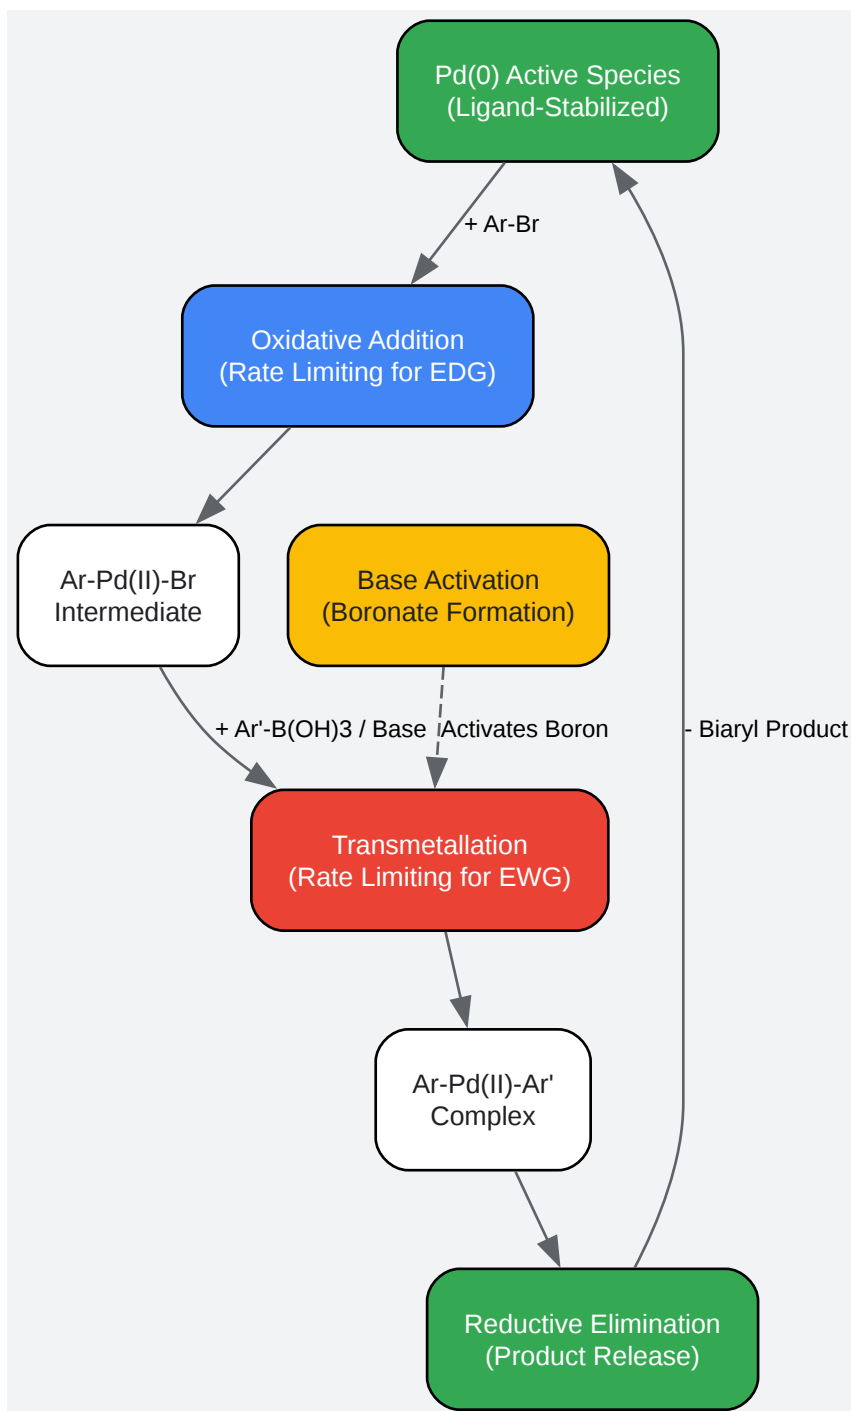 Pd(0) Active Species
(Ligand-Stabilized)
+ Ar-Br
Oxidative Addition
(Rate Limiting for EDG)
Ar-Pd(II)-Br
Intermediate
Base Activation
(Boronate Formation)
+ Ar'-B(OH)3 / Base
Activates Boron
- Biaryl Product
Transmetallation
(Rate Limiting for EWG)
Ar-Pd(II)-Ar'
Complex
Reductive Elimination
(Product Release)